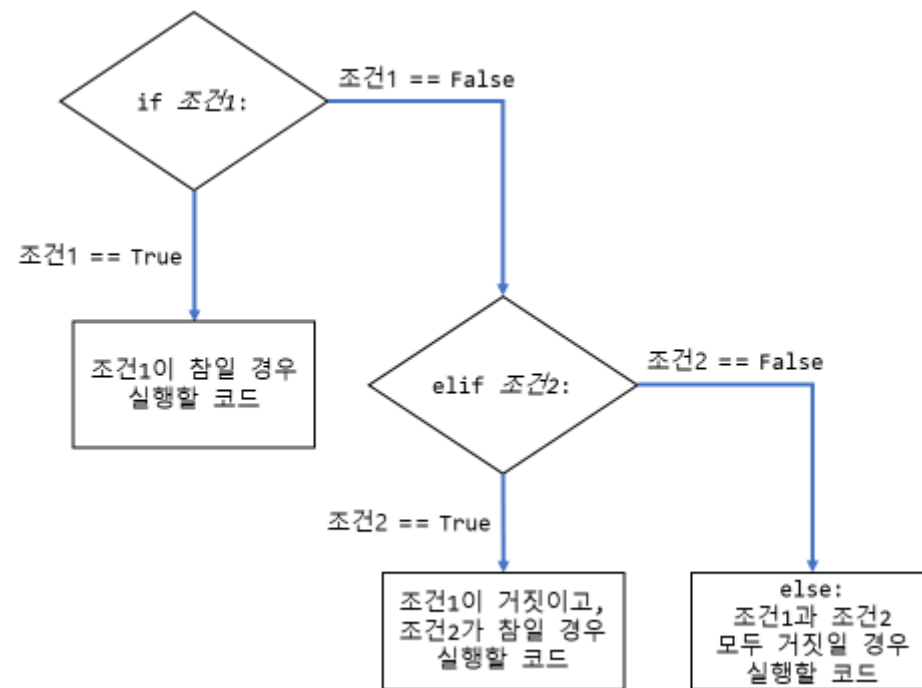 if 조건1:
조건1 == False
조건1 == True
조건1이 참일 경우
실행할 코드
elif 조건2:
조건2 == False
조건2 == True
조건1이 거짓이고,
조건2가 참일 경우
실행할 코드
else:
조건1과 조건2
모두 거짓일 경우
실행할 코드